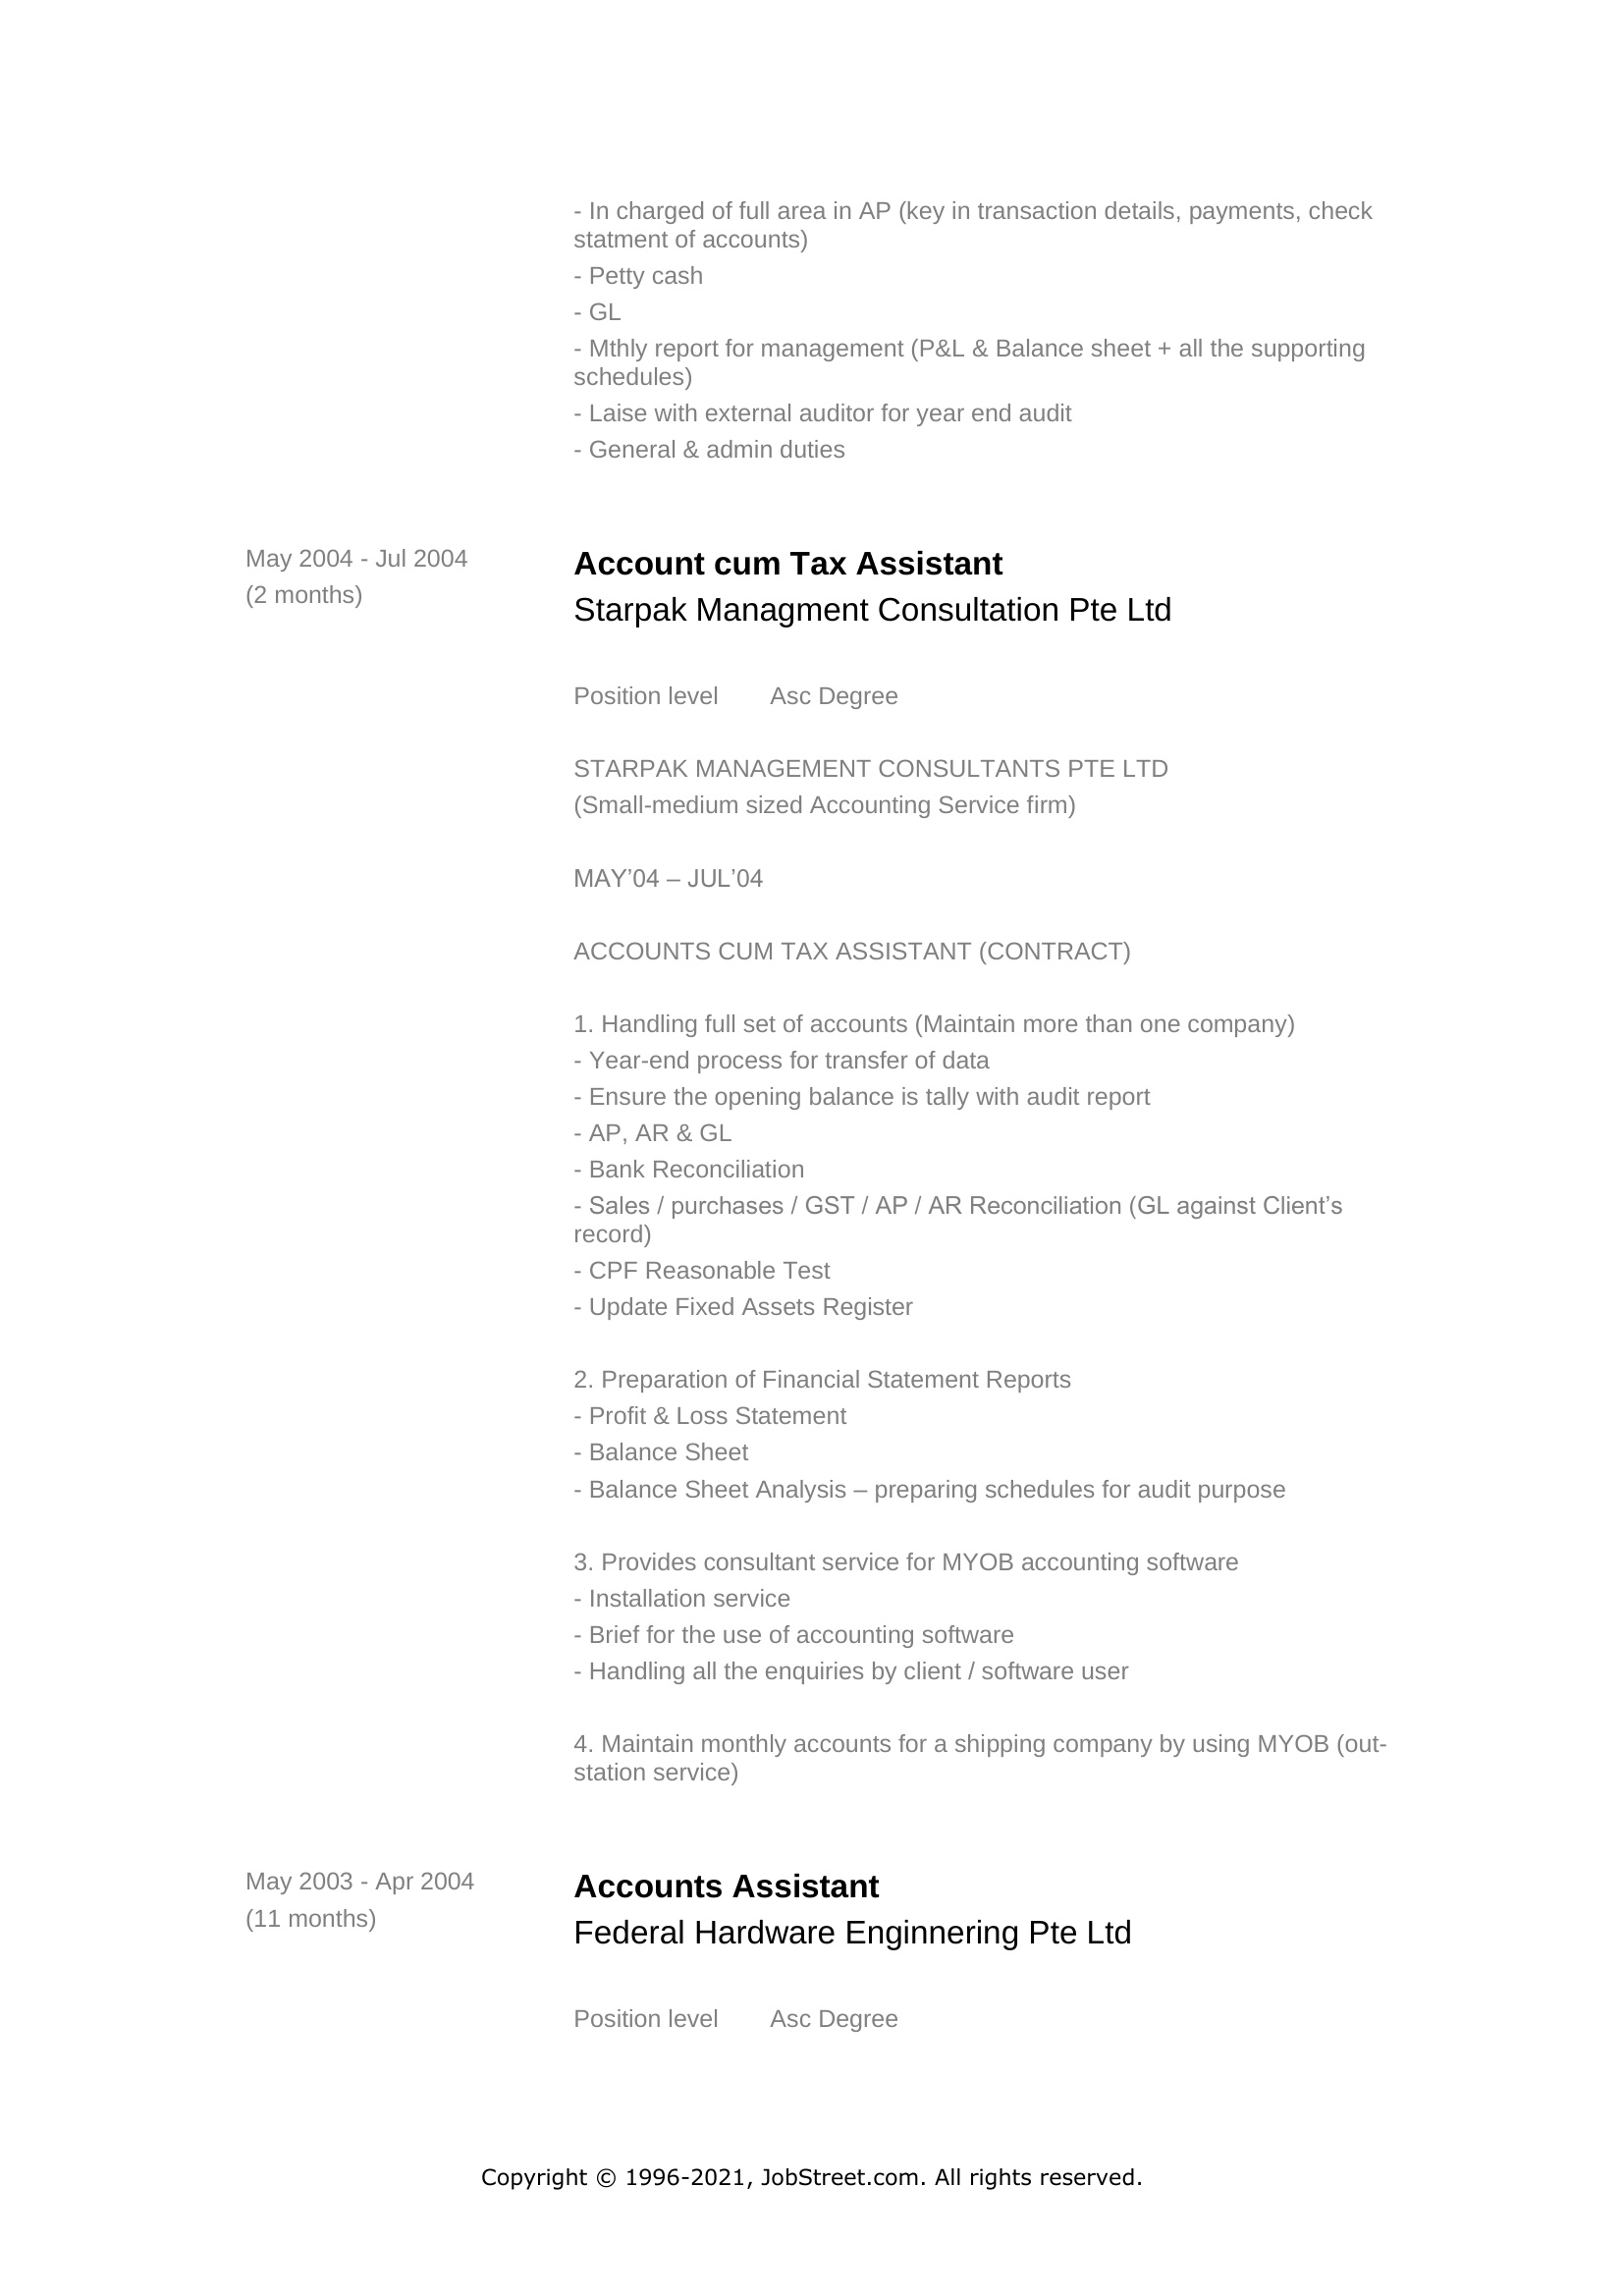 - In charged of full area in AP (key in transaction details, payments, check
statment of accounts)
- Petty cash
- GL
- Mthly report for management (P&L & Balance sheet + all the supporting
schedules)
- Laise with external auditor for year end audit
- General & admin duties
May 2004 - Jul 2004
(2 months)
Account cum Tax Assistant
Starpak Managment Consultation Pte Ltd
Position level Asc Degree
STARPAK MANAGEMENT CONSULTANTS PTE LTD
(Small-medium sized Accounting Service firm)
MAY’04 – JUL’04
ACCOUNTS CUM TAX ASSISTANT (CONTRACT)
1. Handling full set of accounts (Maintain more than one company)
- Year-end process for transfer of data
- Ensure the opening balance is tally with audit report
- AP, AR & GL
- Bank Reconciliation
- Sales / purchases / GST / AP / AR Reconciliation (GL against Client’s
record)
- CPF Reasonable Test
- Update Fixed Assets Register
2. Preparation of Financial Statement Reports
- Profit & Loss Statement
- Balance Sheet
- Balance Sheet Analysis – preparing schedules for audit purpose
3. Provides consultant service for MYOB accounting software
- Installation service
- Brief for the use of accounting software
- Handling all the enquiries by client / software user
4. Maintain monthly accounts for a shipping company by using MYOB (out-
station service)
May 2003 - Apr 2004
(11 months)
Accounts Assistant
Federal Hardware Enginnering Pte Ltd
Position level Asc Degree
Copyright © 1996-2021, JobStreet.com. All rights reserved.